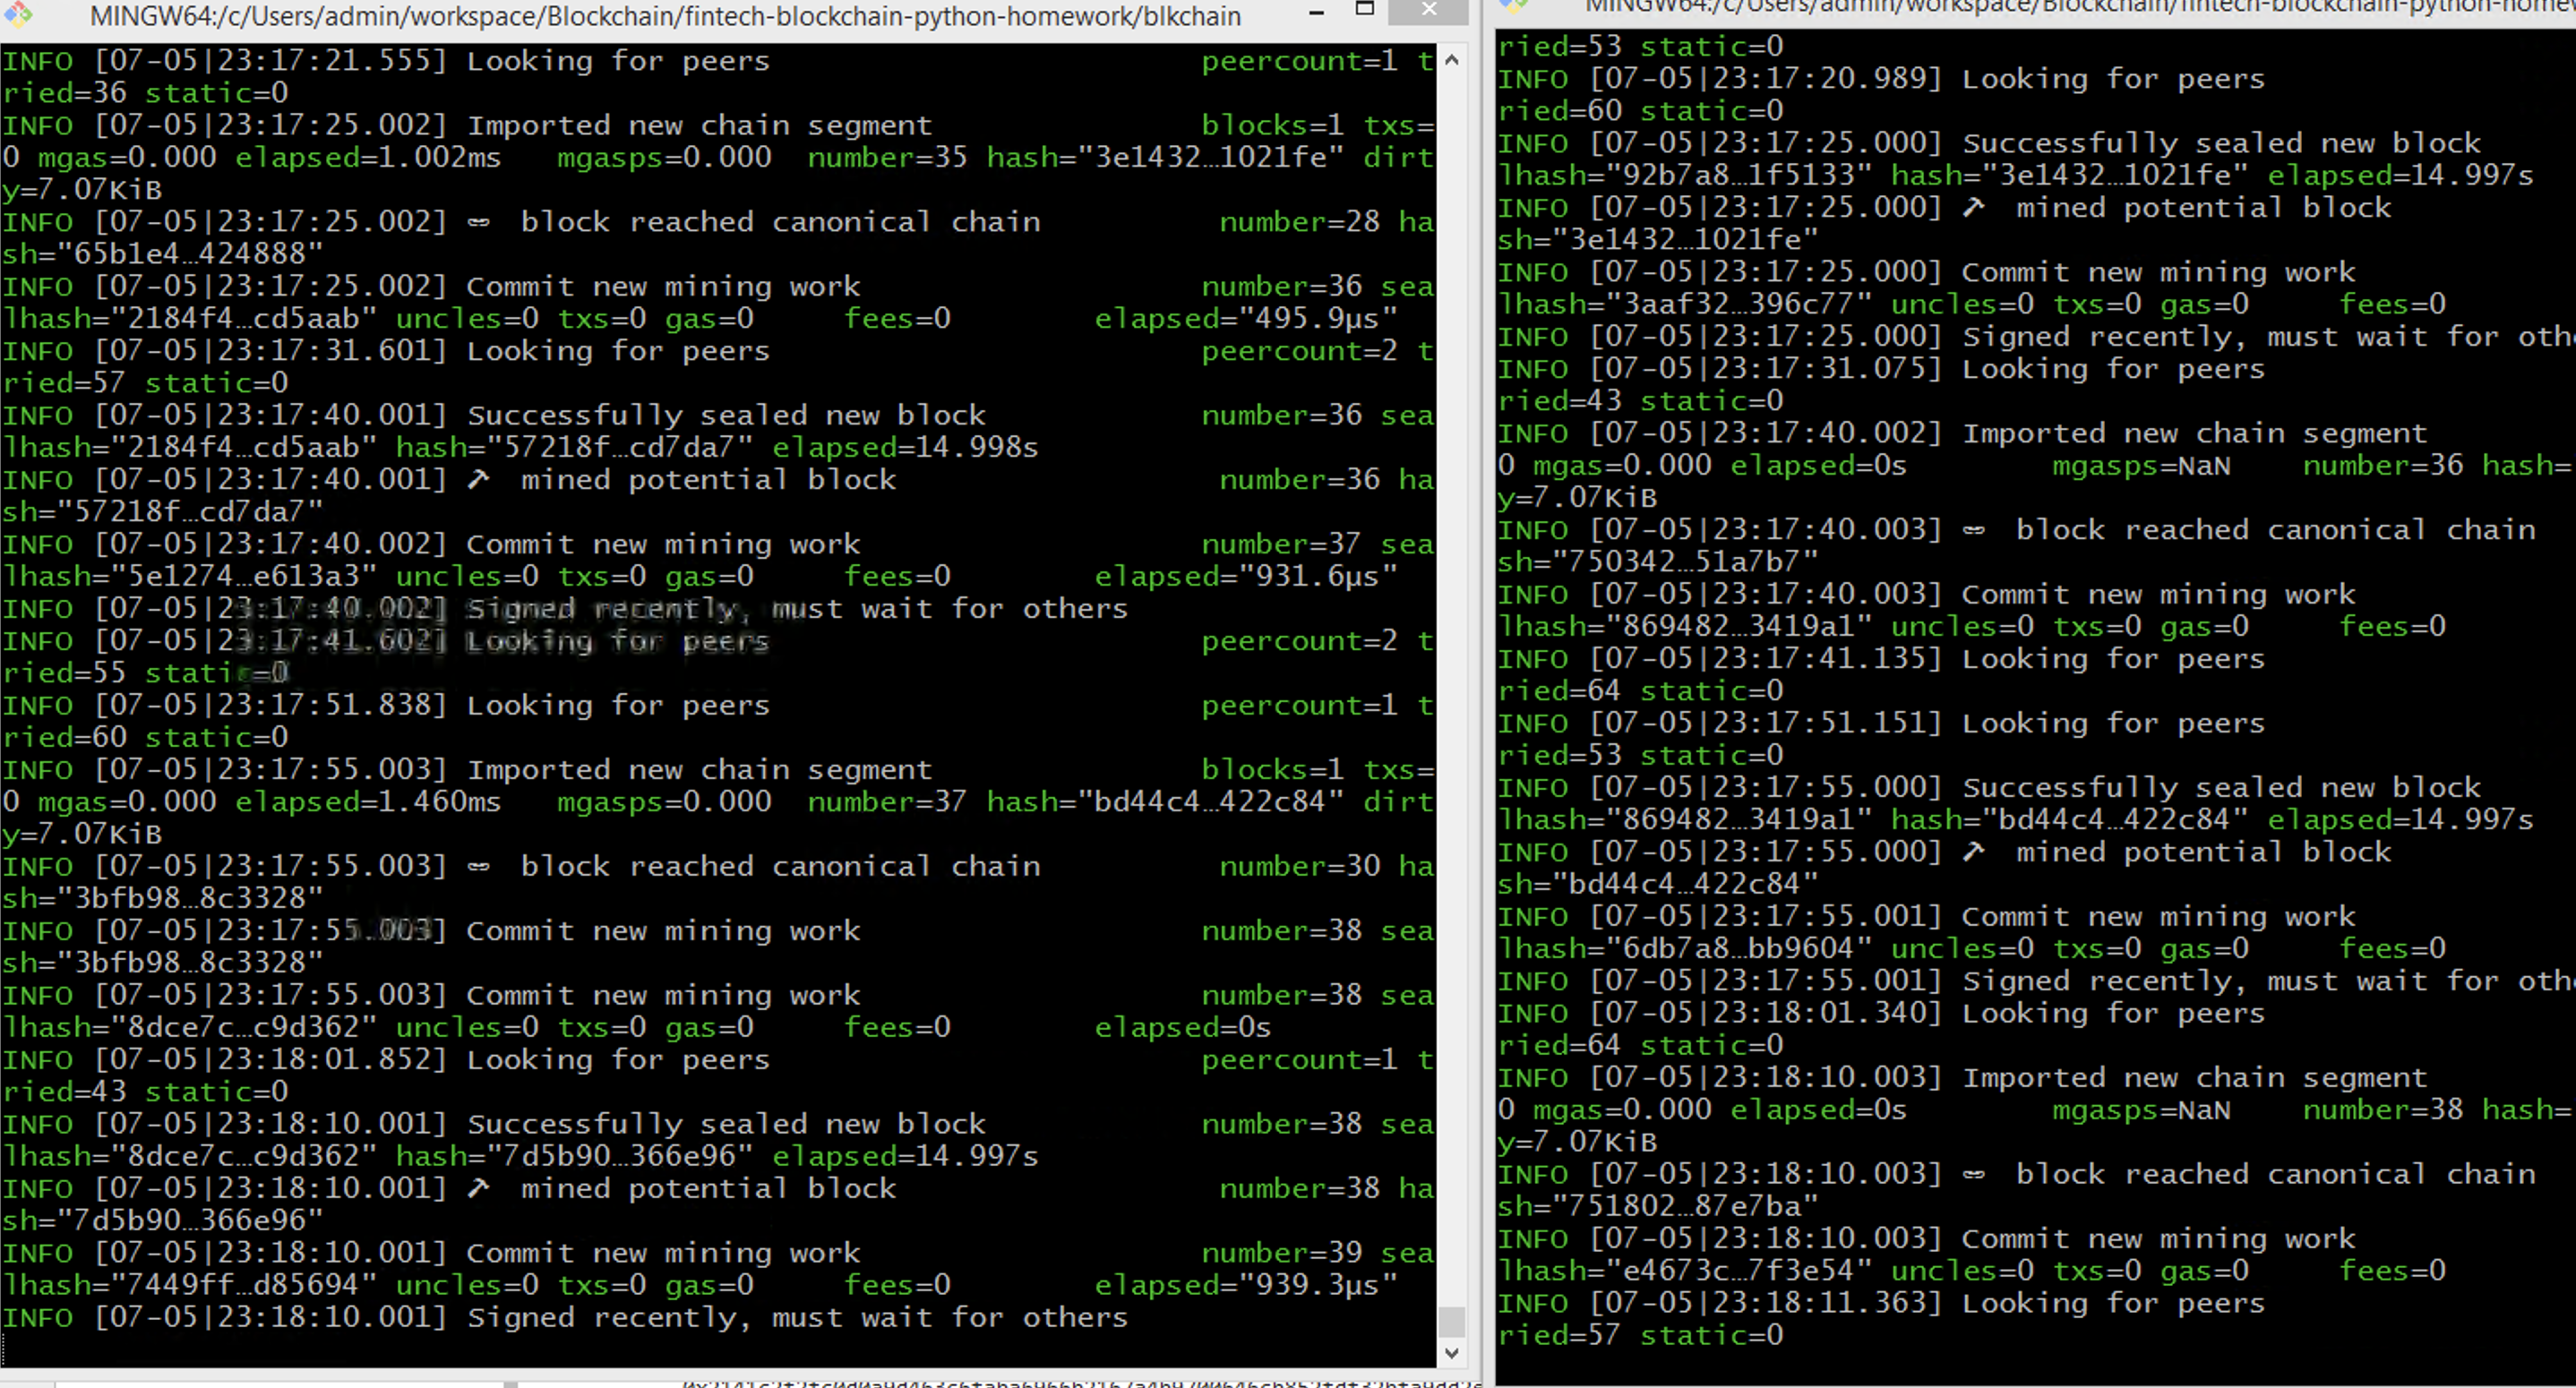 MINGW64:/c/Users/admin/workspace/Blockchain/fintech-blockchain-python-homework/blkchain
INFO [07-05|23:17:21.555] Looking for peers peercount=1 t
ried=36 static=0
INFO [07-05|23:17:25.002] Imported new chain segment blocks=1 txs=
0 mgas=0.000 elapsed=1.002ms mgasps=0.000 number=35 hash="3e1432…1021fe" dirt
y=7.07KiB
INFO [07-05|23:17:25.002] block reached canonical chain number=28 ha
sh="65b1e4…424888"
INFO [07-05|23:17:25.002] Commit new mining work number=36 sea
lhash="2184f4…cd5aab" uncles=0 txs=0 gas=0 fees=0 elapsed="495.9µs"
INFO [07-05|23:17:31.601] Looking for peers peercount=2 t
ried=57 static=0
INFO [07-05|23:17:40.001] Successfully sealed new block number=36 sea
lhash="2184f4…cd5aab" hash="57218f…cd7da7" elapsed=14.998s
INFO [07-05|23:17:40.001] mined potential block number=36 ha
sh="57218f…cd7da7"
INFO [07-05|23:17:40.002] Commit new mining work number=37 sea
lhash="5e1274…e613a3" uncles=0 txs=0 gas=0 fees=0 elapsed="931.6µs"
INFO [07-05|23:17:40.002] Signed recently, must wait for others
INFO [07-05|23:17:41.602] Looking for peers peercount=2 t
ried=55 static=0
INFO [07-05|23:17:51.838] Looking for peers peercount=1 t
ried=60 static=0
INFO [07-05|23:17:55.003] Imported new chain segment blocks=1 txs=
0 mgas=0.000 elapsed=1.460ms mgasps=0.000 number=37 hash="bd44c4…422c84" dirt
y=7.07KiB
INFO [07-05|23:17:55.003] block reached canonical chain number=30 ha
sh="3bfb98…8c3328"
INFO [07-05|23:17:55.003] Commit new mining work number=38 sea
sh="3bfb98…8c3328"
INFO [07-05|23:17:55.003] Commit new mining work number=38 sea
lhash="8dce7c…c9d362" uncles=0 txs=0 gas=0 fees=0 elapsed=0s
INFO [07-05|23:18:01.852] Looking for peers peercount=1 t
ried=43 static=0
INFO [07-05|23:18:10.001] Successfully sealed new block number=38 sea
lhash="8dce7c…c9d362" hash="7d5b90…366e96" elapsed=14.997s
INFO [07-05|23:18:10.001] mined potential block number=38 ha
sh="7d5b90…366e96"
INFO [07-05|23:18:10.001] Commit new mining work number=39 sea
lhash="7449ff…d85694" uncles=0 txs=0 gas=0 fees=0 elapsed="939.3µs"
INFO [07-05|23:18:10.001] Signed recently, must wait for others
MINGW64:/c/Users/admin/workspace/Blockchain/fintech-blockchain-python-homew
ried=53 static=0
INFO [07-05|23:17:20.989] Looking for peers
ried=60 static=0
INFO [07-05|23:17:25.000] Successfully sealed new block
lhash="92b7a8…1f5133" hash="3e1432…1021fe" elapsed=14.997s
INFO [07-05|23:17:25.000] mined potential block
sh="3e1432…1021fe"
INFO [07-05|23:17:25.000] Commit new mining work
lhash="3aaf32…396c77" uncles=0 txs=0 gas=0 fees=0
INFO [07-05|23:17:25.000] Signed recently, must wait for oth
INFO [07-05|23:17:31.075] Looking for peers
ried=43 static=0
INFO [07-05|23:17:40.002] Imported new chain segment
0 mgas=0.000 elapsed=0s mgasps=NaN number=36 hash=
y=7.07KiB
INFO [07-05|23:17:40.003] block reached canonical chain
sh="750342…51a7b7"
INFO [07-05|23:17:40.003] Commit new mining work
lhash="869482…3419a1" uncles=0 txs=0 gas=0 fees=0
INFO [07-05|23:17:41.135] Looking for peers
ried=64 static=0
INFO [07-05|23:17:51.151] Looking for peers
ried=53 static=0
INFO [07-05|23:17:55.000] Successfully sealed new block
lhash="869482…3419a1" hash="bd44c4…422c84" elapsed=14.997s
INFO [07-05|23:17:55.000] mined potential block
sh="bd44c4…422c84"
INFO [07-05|23:17:55.001] Commit new mining work
lhash="6db7a8…bb9604" uncles=0 txs=0 gas=0 fees=0
INFO [07-05|23:17:55.001] Signed recently, must wait for oth
INFO [07-05|23:18:01.340] Looking for peers
ried=64 static=0
INFO [07-05|23:18:10.003] Imported new chain segment
0 mgas=0.000 elapsed=0s mgasps=NaN number=38 hash=
y=7.07KiB
INFO [07-05|23:18:10.003] block reached canonical chain
sh="751802…87e7ba"
INFO [07-05|23:18:10.003] Commit new mining work
lhash="e4673c…7f3e54" uncles=0 txs=0 gas=0 fees=0
INFO [07-05|23:18:11.363] Looking for peers
ried=57 static=0